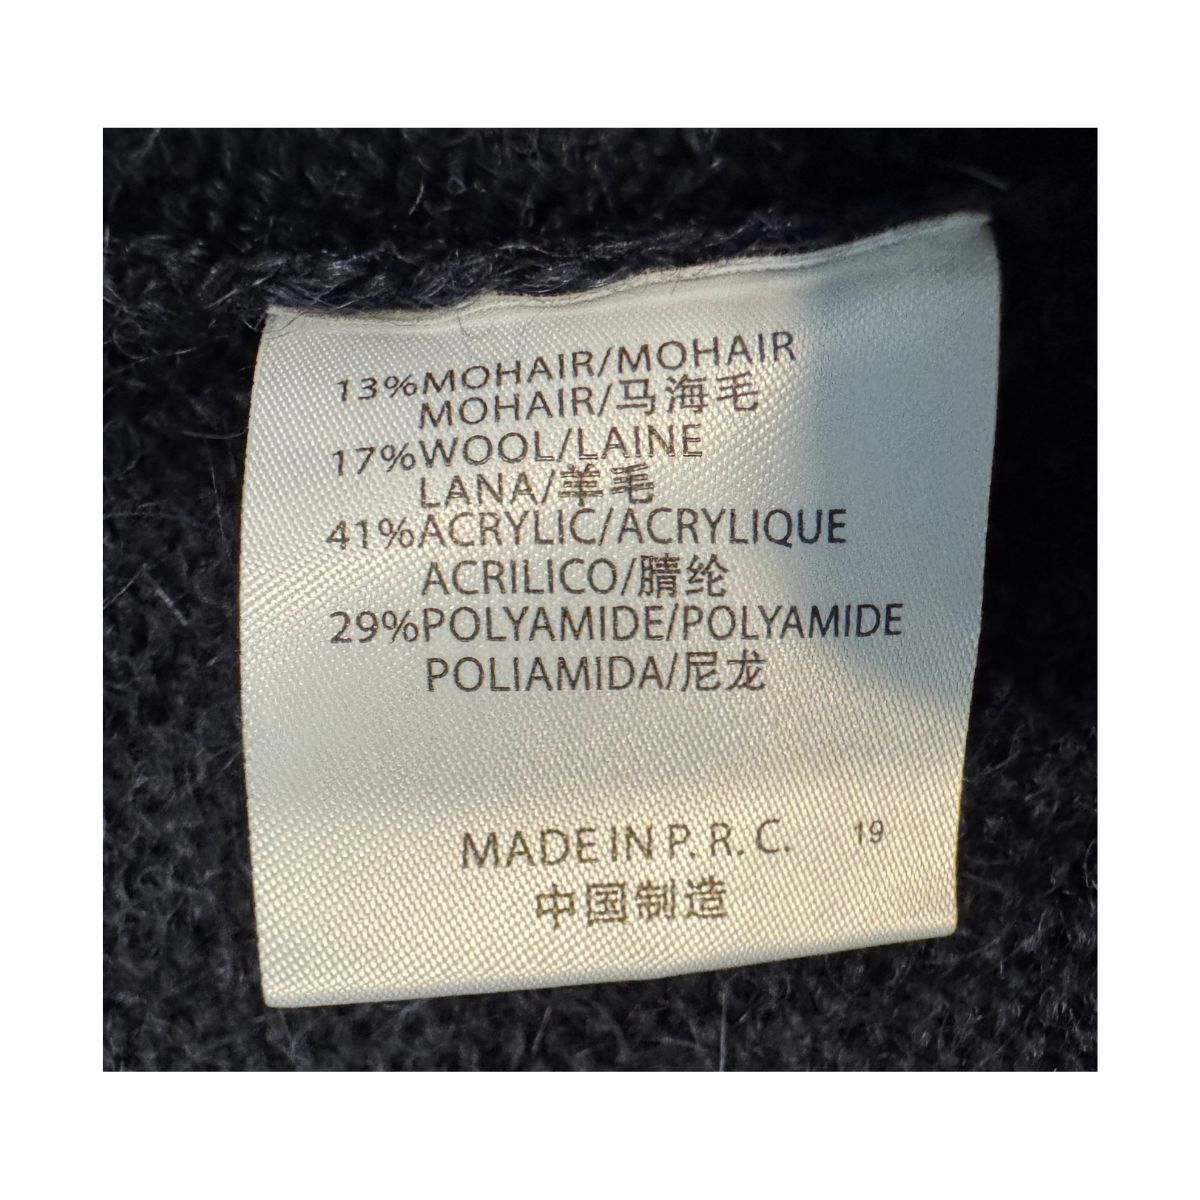 13%MOHAIR/MOHAIR
MOHAIR/马海毛
17%WOOL/LAINE
LANA/羊毛
41%ACRYLIC/ACRYLIQUE
ACRILICO/腈纶
29%POLYAMIDE/POLYAMIDE
POLIAMIDA/尼龙
MADE IN P. R. C. 19
中国制造